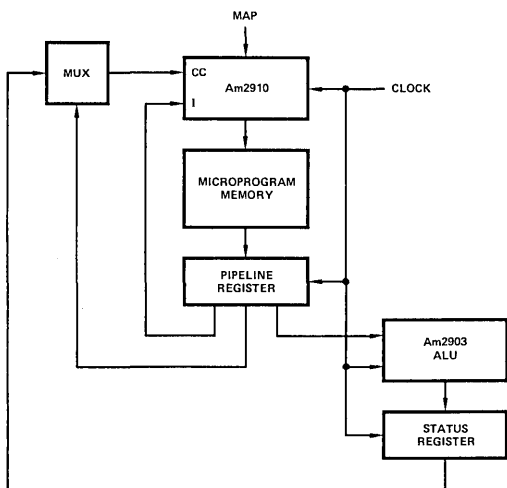 MAP
MUX
CC
Am2910
I
CLOCK
MICROPROGRAM
MEMORY
PIPELINE
REGISTER
Am2903
ALU
STATUS
REGISTER